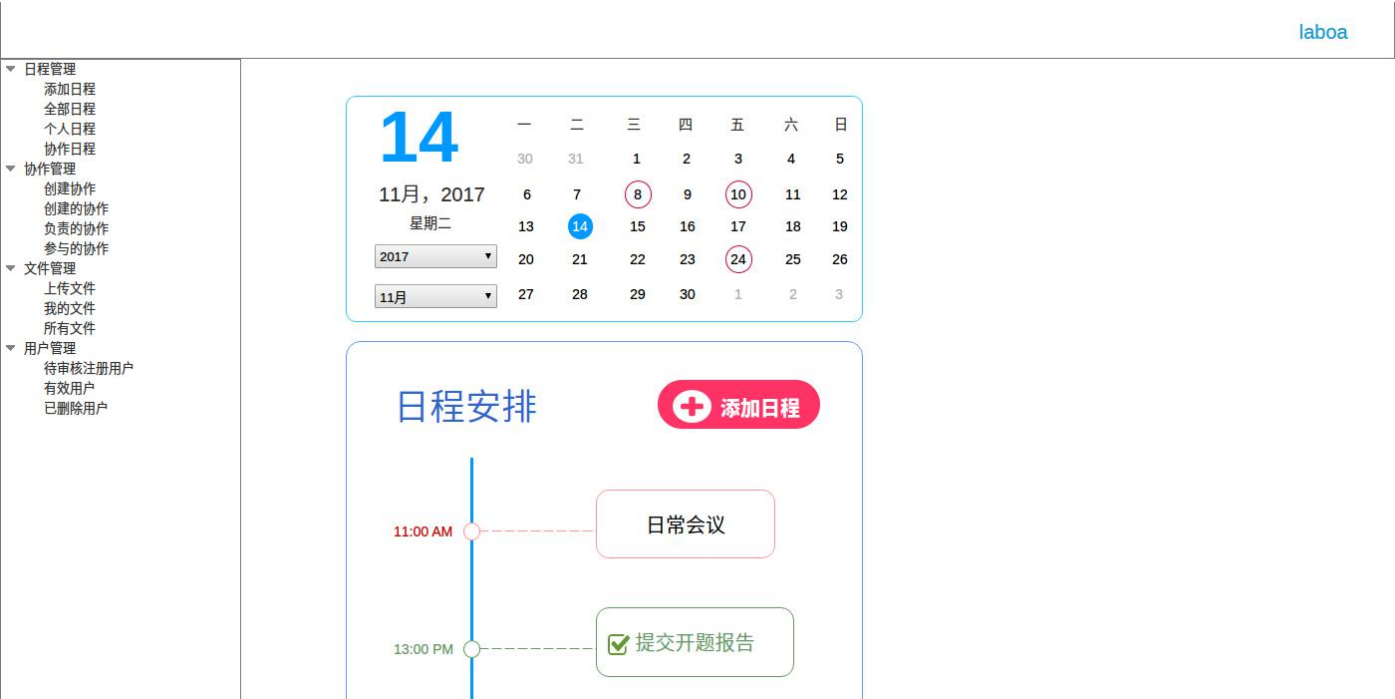 laboa
日程管理
添加日程
全部日程
个人日程
协作日程
协作管理
创建协作
创建的协作
负责的协作
参与的协作
文件管理
上传文件
我的文件
所有文件
用户管理
待审核注册用户
有效用户
已删除用户
14
11月，2017
星期二
2017
11月
一 二 三 四 五 六 日
30 31 1 2 3 4 5
6 7 8 9 10 11 12
13 14 15 16 17 18 19
20 21 22 23 24 25 26
27 28 29 30 1 2 3
日程安排
添加日程
11:00 AM
日常会议
13:00 PM
提交开题报告